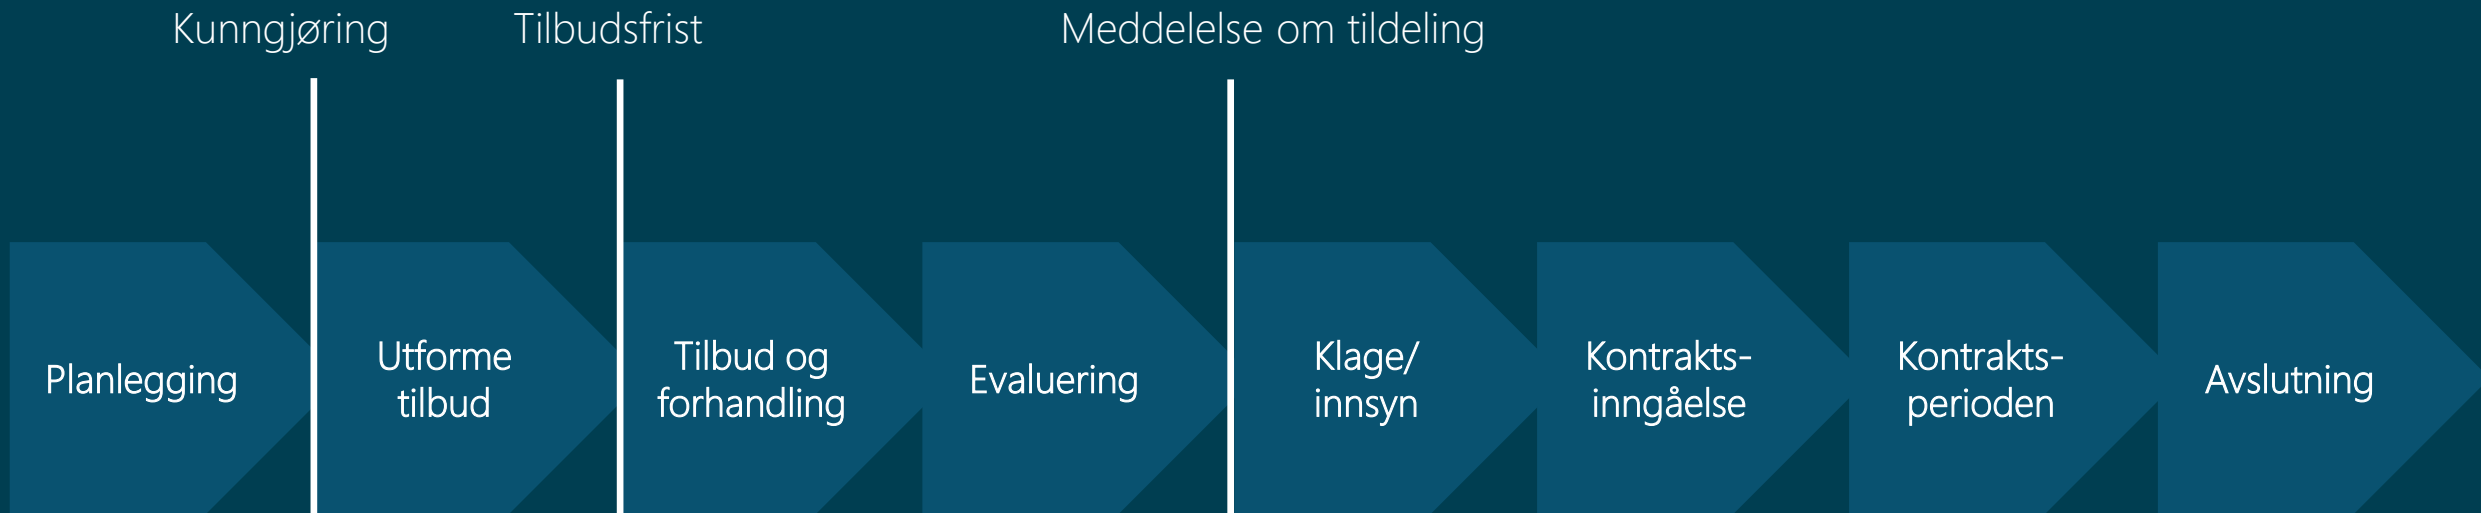 Kunngjøring
Tilbudsfrist
Meddelelse om tildeling
Planlegging
Utforme
tilbud
Tilbud og
forhandling
Evaluering
Klage/
innsyn
Kontrakts-
inngåelse
Kontrakts-
perioden
Avslutning